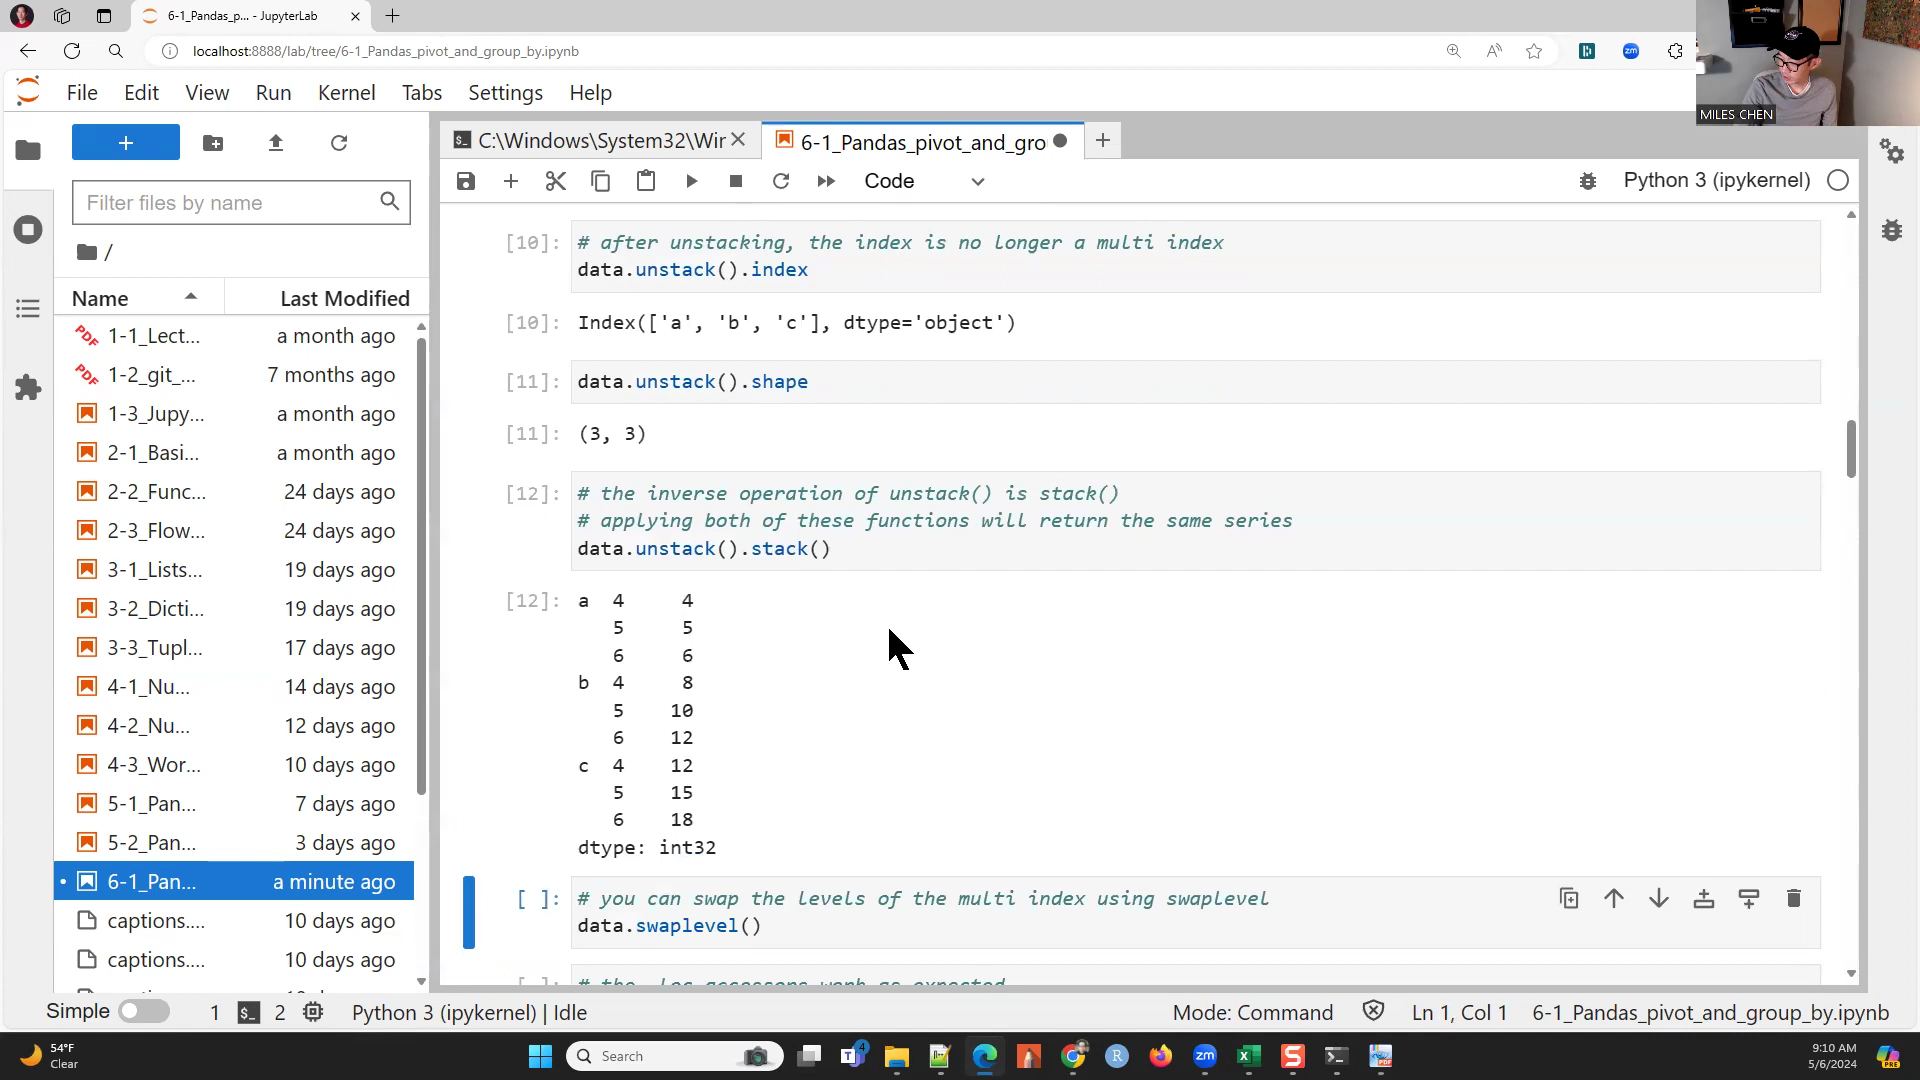 6-1_Pandas_p... - JupyterLab
localhost:8888/lab/tree/6-1_Pandas_pivot_and_group_by.ipynb
zm
MILES CHEN
File Edit View Run Kernel Tabs Settings Help
C:\Windows\System32\Wir
6-1_Pandas_pivot_and_gro
Filter files by name
Code
Python 3 (ipykernel)
/
Name Last Modified
1-1_Lect... a month ago
1-2_git_... 7 months ago
1-3_Jupy... a month ago
2-1_Basi... a month ago
2-2_Func... 24 days ago
2-3_Flow... 24 days ago
3-1_Lists... 19 days ago
3-2_Dicti... 19 days ago
3-3_Tupl... 17 days ago
4-1_Nu... 14 days ago
4-2_Nu... 12 days ago
4-3_Wor... 10 days ago
5-1_Pan... 7 days ago
5-2_Pan... 3 days ago
6-1_Pan... a minute ago
captions.... 10 days ago
captions.... 10 days ago
[10]: # after unstacking, the index is no longer a multi index
data.unstack().index
[10]: Index(['a', 'b', 'c'], dtype='object')
[11]: data.unstack().shape
[11]: (3, 3)
[12]: # the inverse operation of unstack() is stack()
# applying both of these functions will return the same series
data.unstack().stack()
[12]: a 4 4
5 5
6 6
b 4 8
5 10
6 12
c 4 12
5 15
6 18
dtype: int32
[ ]: # you can swap the levels of the multi index using swaplevel
data.swaplevel()
[ ]: # the .loc accessors work as expected
Simple 1 2 Python 3 (ipykernel) | Idle
Mode: Command Ln 1, Col 1 6-1_Pandas_pivot_and_group_by.ipynb
54°F
Clear
Search
4
zm
9:10 AM
5/6/2024